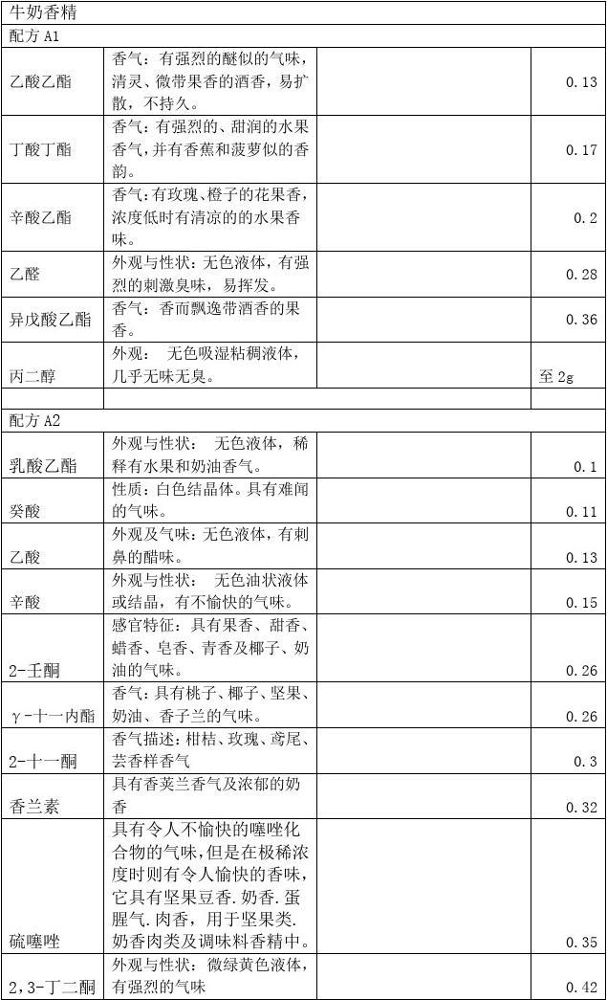 牛奶香精
配方A1
乙酸乙酯
香气：有强烈的醚似的气味，
清灵、微带果香的酒香，易扩
散，不持久。
0.13
丁酸丁酯
香气：有强烈的、甜润的水果
香气，并有香蕉和菠萝似的香
韵。
0.17
辛酸乙酯
香气：有玫瑰、橙子的花果香，
浓度低时有清凉的的水果香
味。
0.2
乙醛
外观与性状：无色液体，有强
烈的刺激臭味，易挥发。
0.28
异戊酸乙酯
香气：香而飘逸带酒香的果
香。
0.36
丙二醇
外观： 无色吸湿粘稠液体，
几乎无味无臭。
至2g
配方A2
乳酸乙酯
外观与性状： 无色液体，稀
释有水果和奶油香气。
0.1
癸酸
性质：白色结晶体。具有难闻
的气味。
0.11
乙酸
外观及气味：无色液体，有刺
鼻的醋味。
0.13
辛酸
外观与性状： 无色油状液体
或结晶，有不愉快的气味。
0.15
2-壬酮
感官特征：具有果香、甜香、
蜡香、皂香、青香及椰子、奶
油的气味。
0.26
γ-十一内酯
香气：具有桃子、椰子、坚果、
奶油、香子兰的气味。
0.26
2-十一酮
香气描述：柑桔、玫瑰、鸢尾、
芸香样香气
0.3
香兰素
具有香荚兰香气及浓郁的奶
香
0.32
硫噻唑
具有令人不愉快的噻唑化
合物的气味，但是在极稀浓
度时则有令人愉快的香味，
它具有坚果豆香.奶香.蛋
腥气.肉香，用于坚果类.
奶香肉类及调味料香精中。
0.35
2,3-丁二酮
外观与性状：微绿黄色液体，
有强烈的气味
0.42